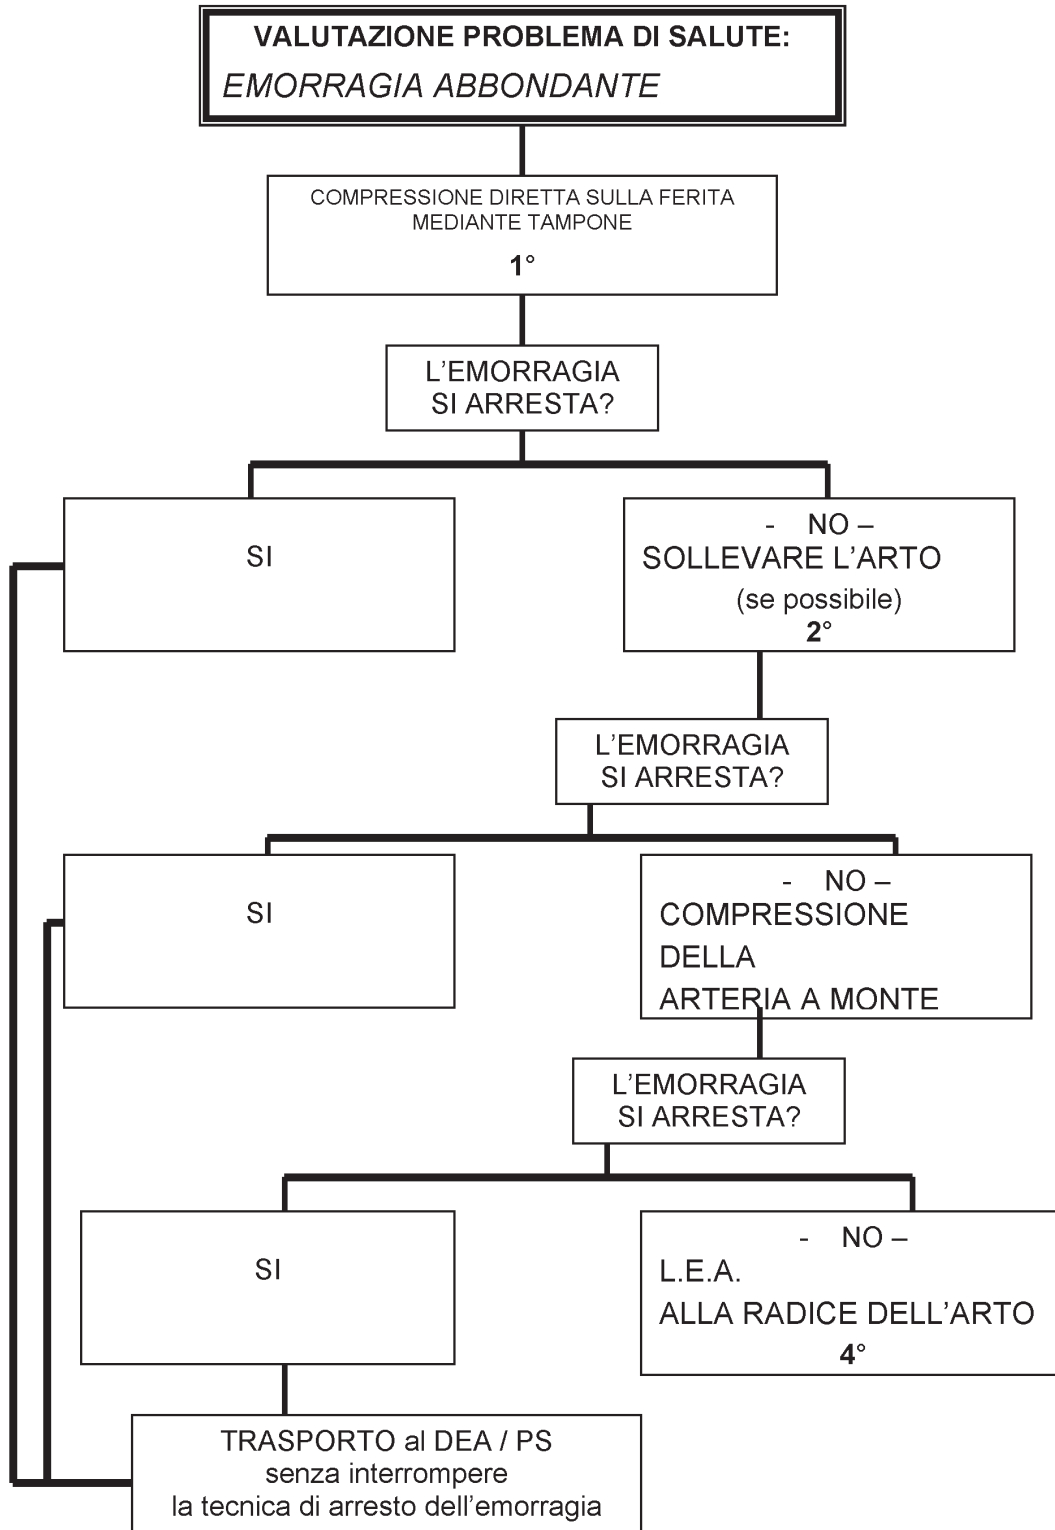 VALUTAZIONE PROBLEMA DI SALUTE:
EMORRAGIA ABBONDANTE
COMPRESSIONE DIRETTA SULLA FERITA
MEDIANTE TAMPONE
1°
L'EMORRAGIA
SI ARRESTA?
SI
- NO –
SOLLEVARE L'ARTO
(se possibile)
2°
L'EMORRAGIA
SI ARRESTA?
SI
- NO –
COMPRESSIONE
DELLA
ARTERIA A MONTE
L'EMORRAGIA
SI ARRESTA?
SI
- NO –
L.E.A.
ALLA RADICE DELL'ARTO
4°
TRASPORTO al DEA / PS
senza interrompere
la tecnica di arresto dell'emorragia